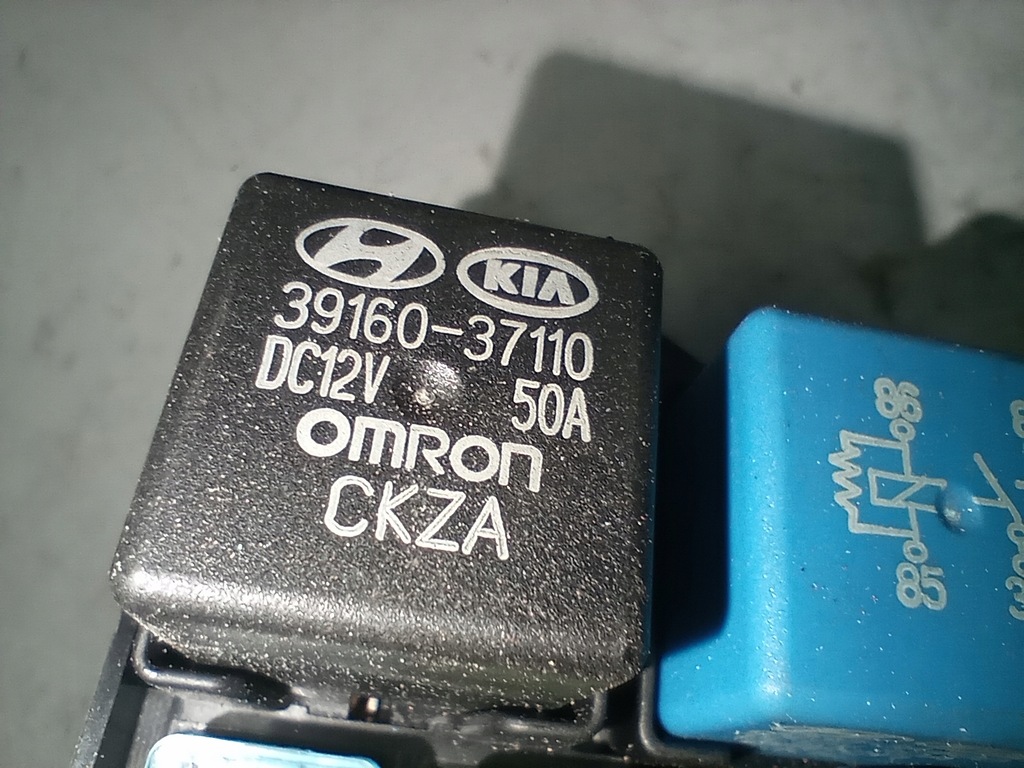 KIA
39160-37110
DC12V 50A
OMRON
CKZA
86
85